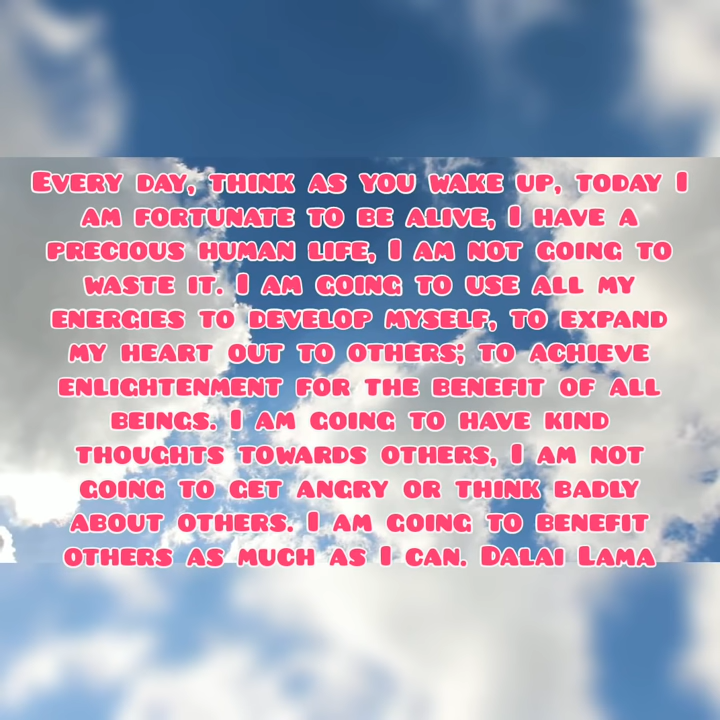 Every day, think as you wake up, today I
am fortunate to be alive, I have a
precious human life, I am not going to
waste it. I am going to use all my
energies to develop myself, to expand
my heart out to others; to achieve
enlightenment for the benefit of all
beings. I am going to have kind
thoughts towards others, I am not
going to get angry or think badly
about others. I am going to benefit
others as much as I can. Dalai Lama